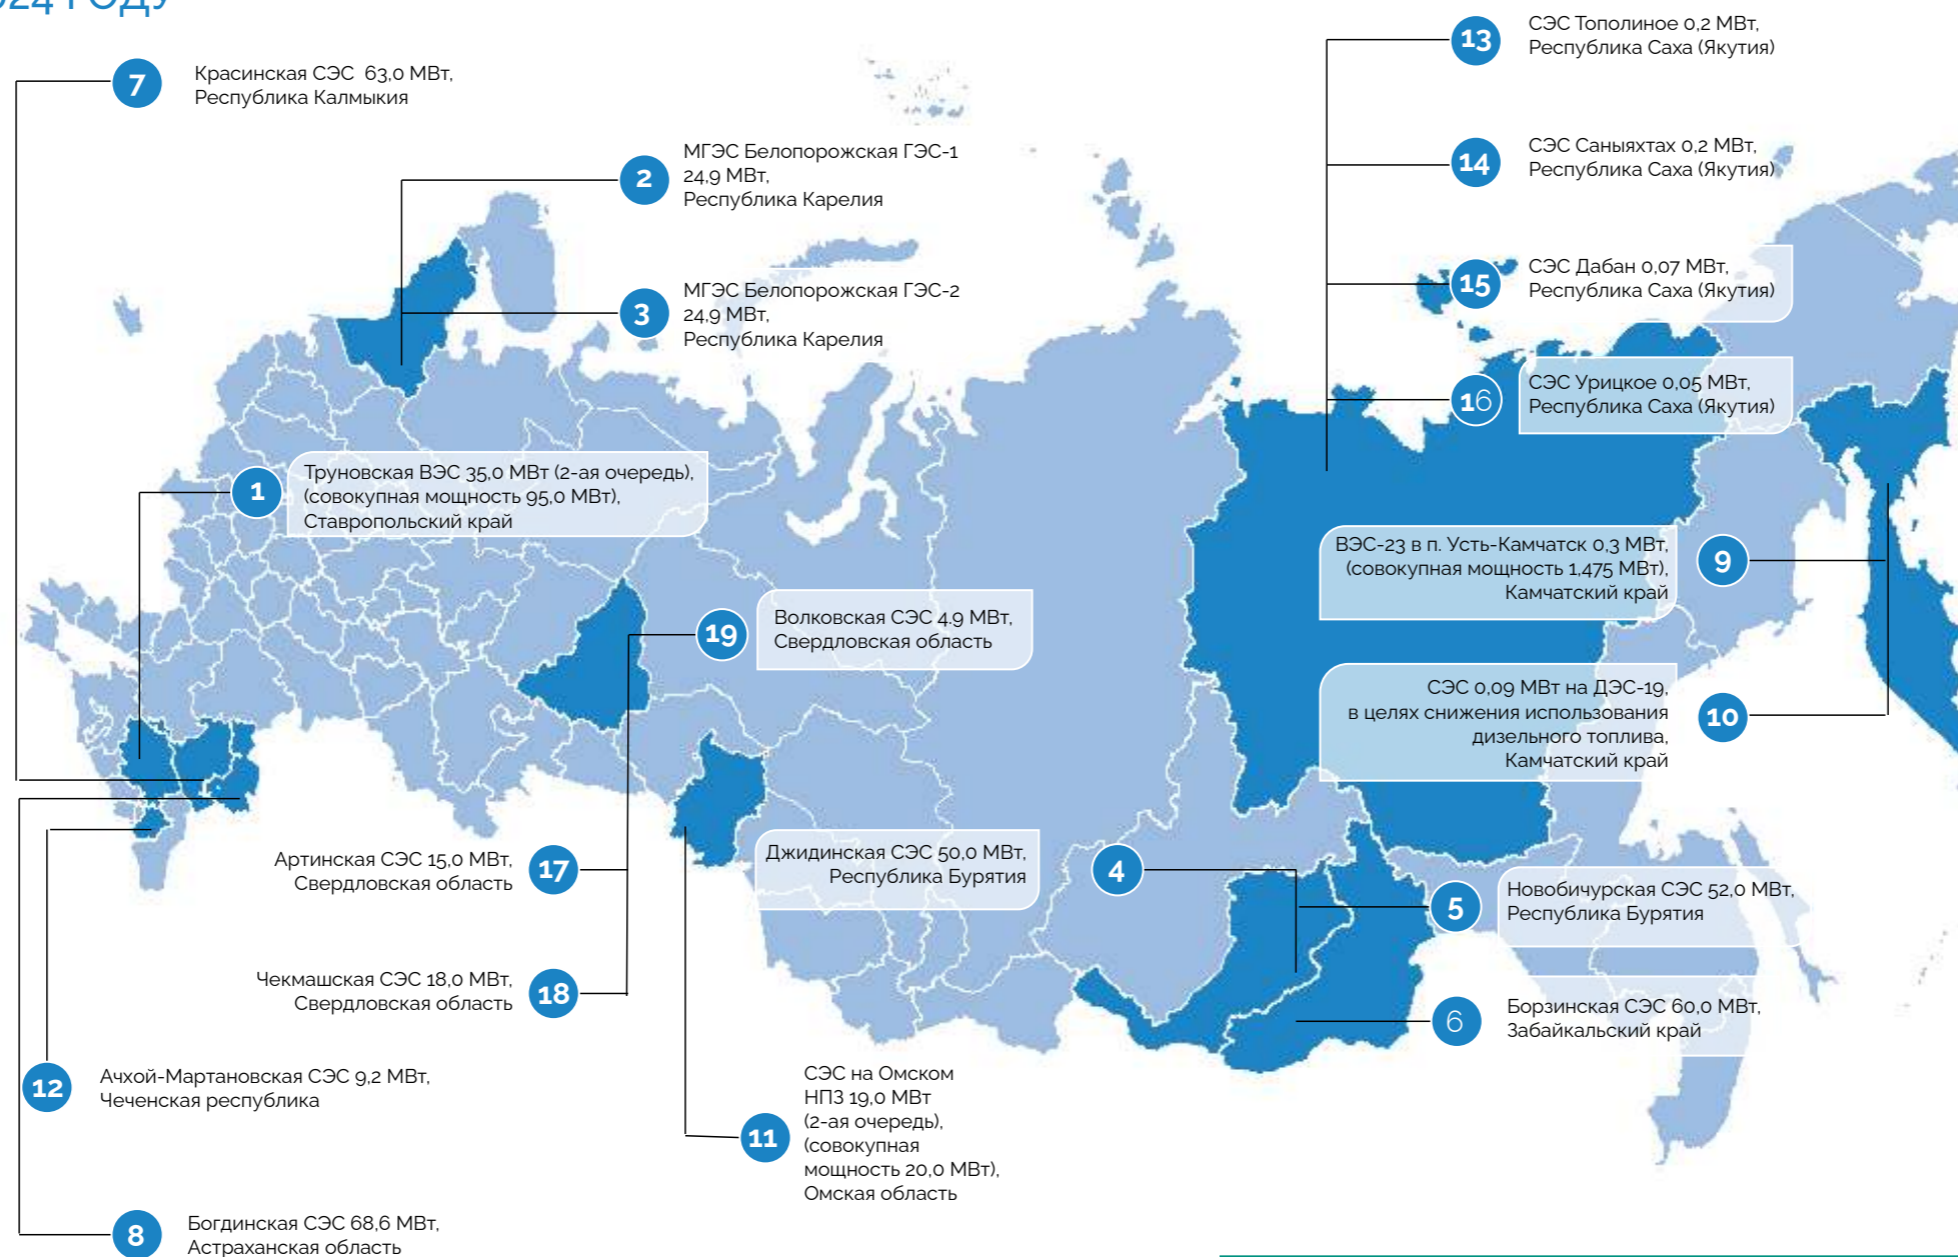 024 ГОДУ
7
Красинская СЭС 63,0 МВт,
Республика Калмыкия
2
МГЭС Белопорожская ГЭС-1
24,9 МВт,
Республика Карелия
3
МГЭС Белопорожская ГЭС-2
24,9 МВт,
Республика Карелия
13
СЭС Тополиное 0,2 МВт,
Республика Саха (Якутия)
14
СЭС Саныяхтах 0,2 МВт,
Республика Саха (Якутия)
15
СЭС Дабан 0,07 МВт,
Республика Саха (Якутия)
16
СЭС Урицкое 0,05 МВт,
Республика Саха (Якутия)
1
Труновская ВЭС 35,0 МВт (2-ая очередь),
(совокупная мощность 95,0 МВт),
Ставропольский край
ВЭС-23 в п. Усть-Камчатск 0,3 МВт,
(совокупная мощность 1,475 МВт),
Камчатский край
9
19
Волковская СЭС 4.9 МВт,
Свердловская область
СЭС 0,09 МВт на ДЭС-19,
в целях снижения использования
дизельного топлива,
Камчатский край
10
Артинская СЭС 15,0 МВт,
Свердловская область
17
Джидинская СЭС 50,0 МВт,
Республика Бурятия
4
5
Новобичурская СЭС 52,0 МВт,
Республика Бурятия
Чекмашская СЭС 18,0 МВт,
Свердловская область
18
6
Борзинская СЭС 60,0 МВт,
Забайкальский край
12
Ачхой-Мартановская СЭС 9,2 МВт,
Чеченская республика
11
СЭС на Омском
НПЗ 19,0 МВт
(2-ая очередь),
(совокупная
мощность 20,0 МВт),
Омская область
8
Богдинская СЭС 68,6 МВт,
Астраханская область